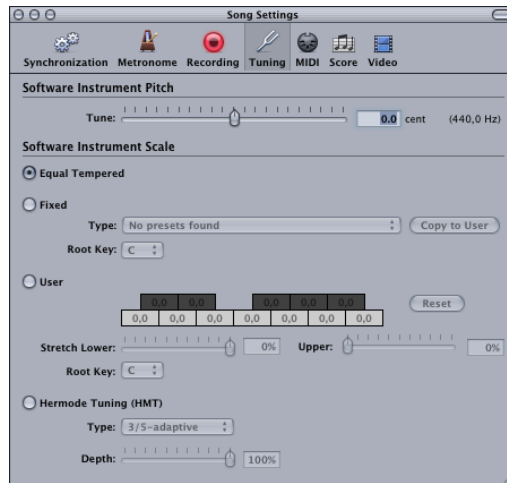 Song Settings
Synchronization Metronome Recording Tuning MIDI Score Video
Software Instrument Pitch
Tune: 0.0 cent (440,0 Hz)
Software Instrument Scale
Equal Tempered
Fixed
Type: No presets found Copy to User
Root Key: C
User
0,0 0,0 0,0 0,0 0,0
0,0 0,0 0,0 0,0 0,0 0,0 0,0
Reset
Stretch Lower: 0% Upper: 0%
Root Key: C
Hermode Tuning (HMT)
Type: 3/5-adaptive
Depth: 100%